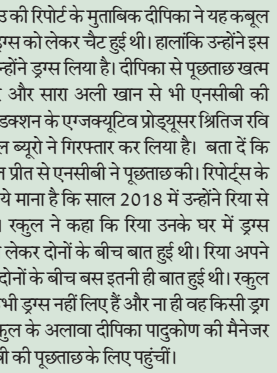 की रिपोर्ट के मुताबिक दीपिका ने यह कबूल
ग्स को लेकर चैट हुई थी। हालांकि उन्होंने इस
न्होंने ड्रग्स लिया है। दीपिका से पूछताछ खत्म
और सारा अली खान से भी एनसीबी की
डक्शन के एग्जक्यूटिव प्रोड्यूसर श्रितिज रवि
ल ब्यूरो ने गिरफ्तार कर लिया है। बता दें कि
प्रीत से एनसीबी ने पूछताछ की। रिपोर्ट्स के
ये माना है कि साल 2018 में उन्होंने रिया से
। रकुल ने कहा कि रिया उनके घर में ड्रग्स
लेकर दोनों के बीच बात हुई थी। रिया अपने
दोनों के बीच बस इतनी ही बात हुई थी। रकुल
भी ड्रग्स नहीं लिए हैं और ना ही वह किसी ड्रग
कुल के अलावा दीपिका पादुकोण की मैनेजर
की पूछताछ के लिए पहुंचीं।